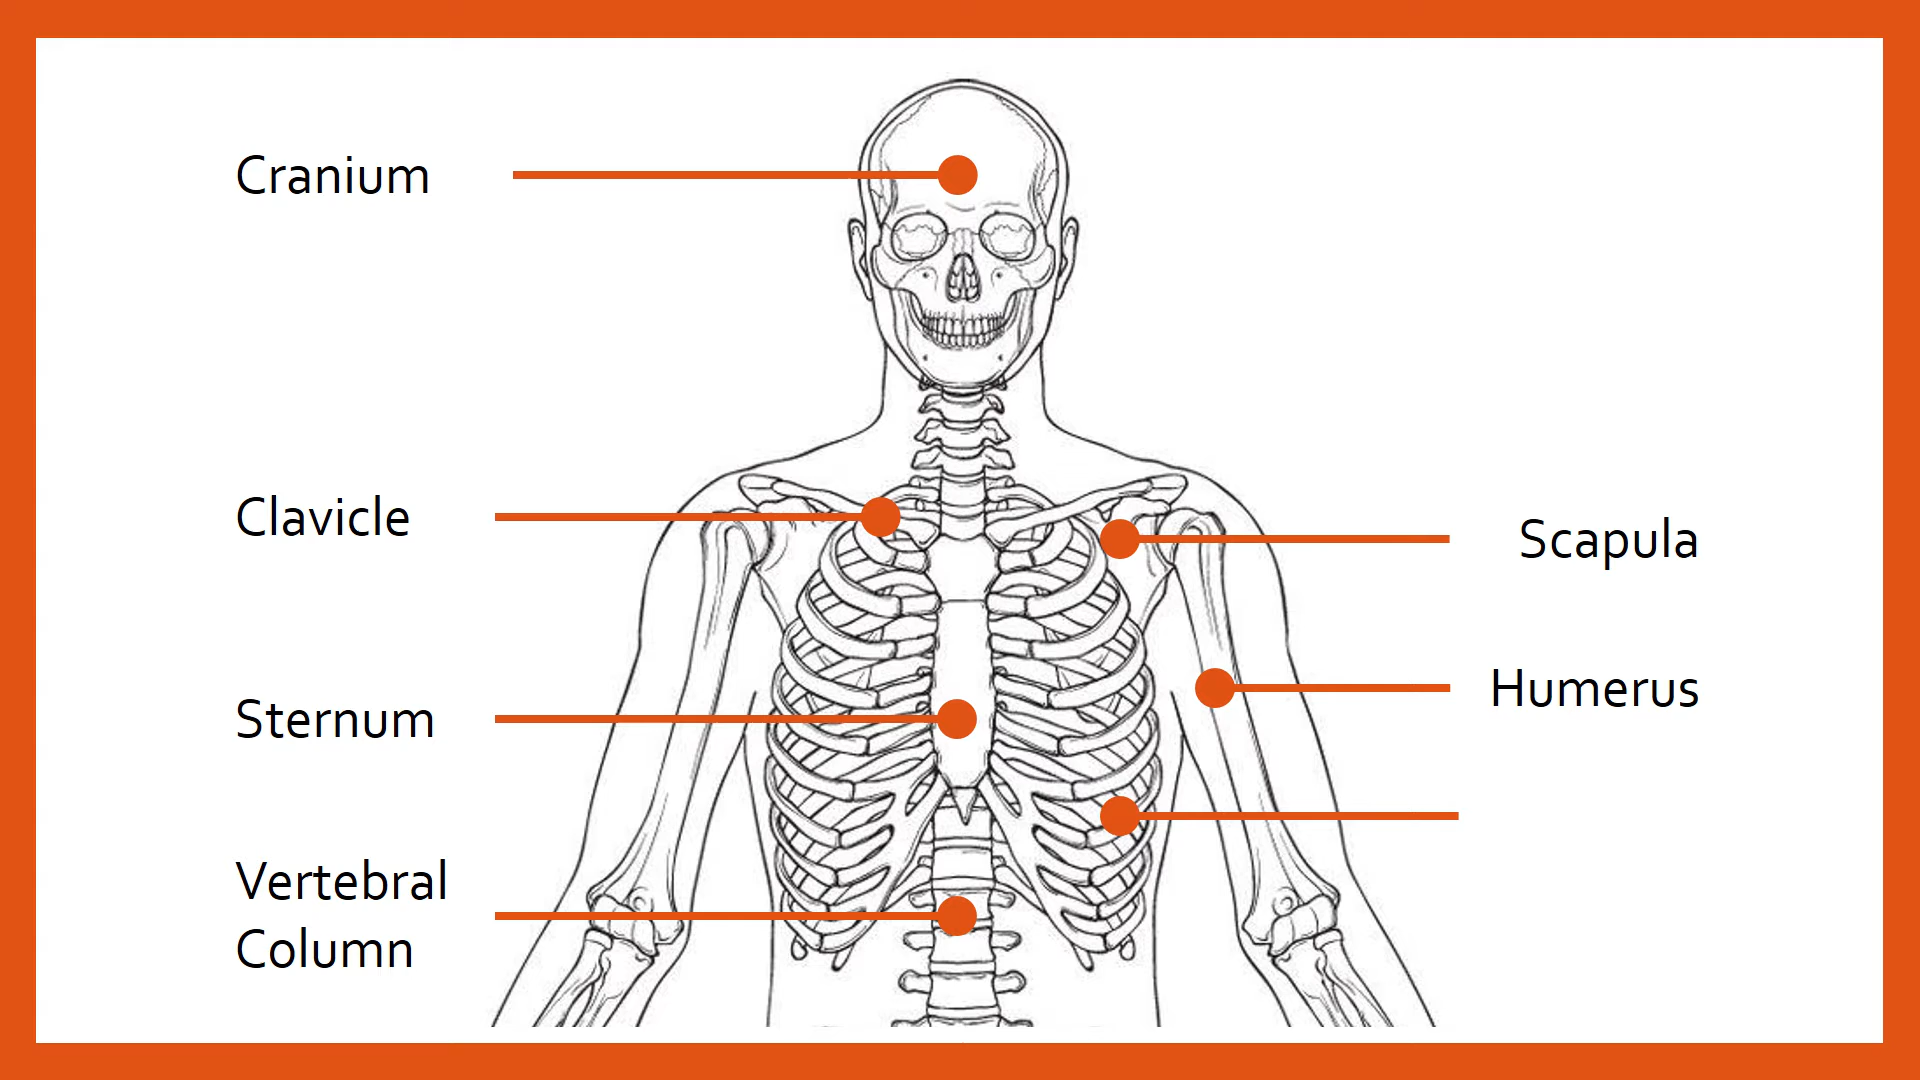 Cranium
Clavicle
Scapula
Sternum
Humerus
Vertebral
Column